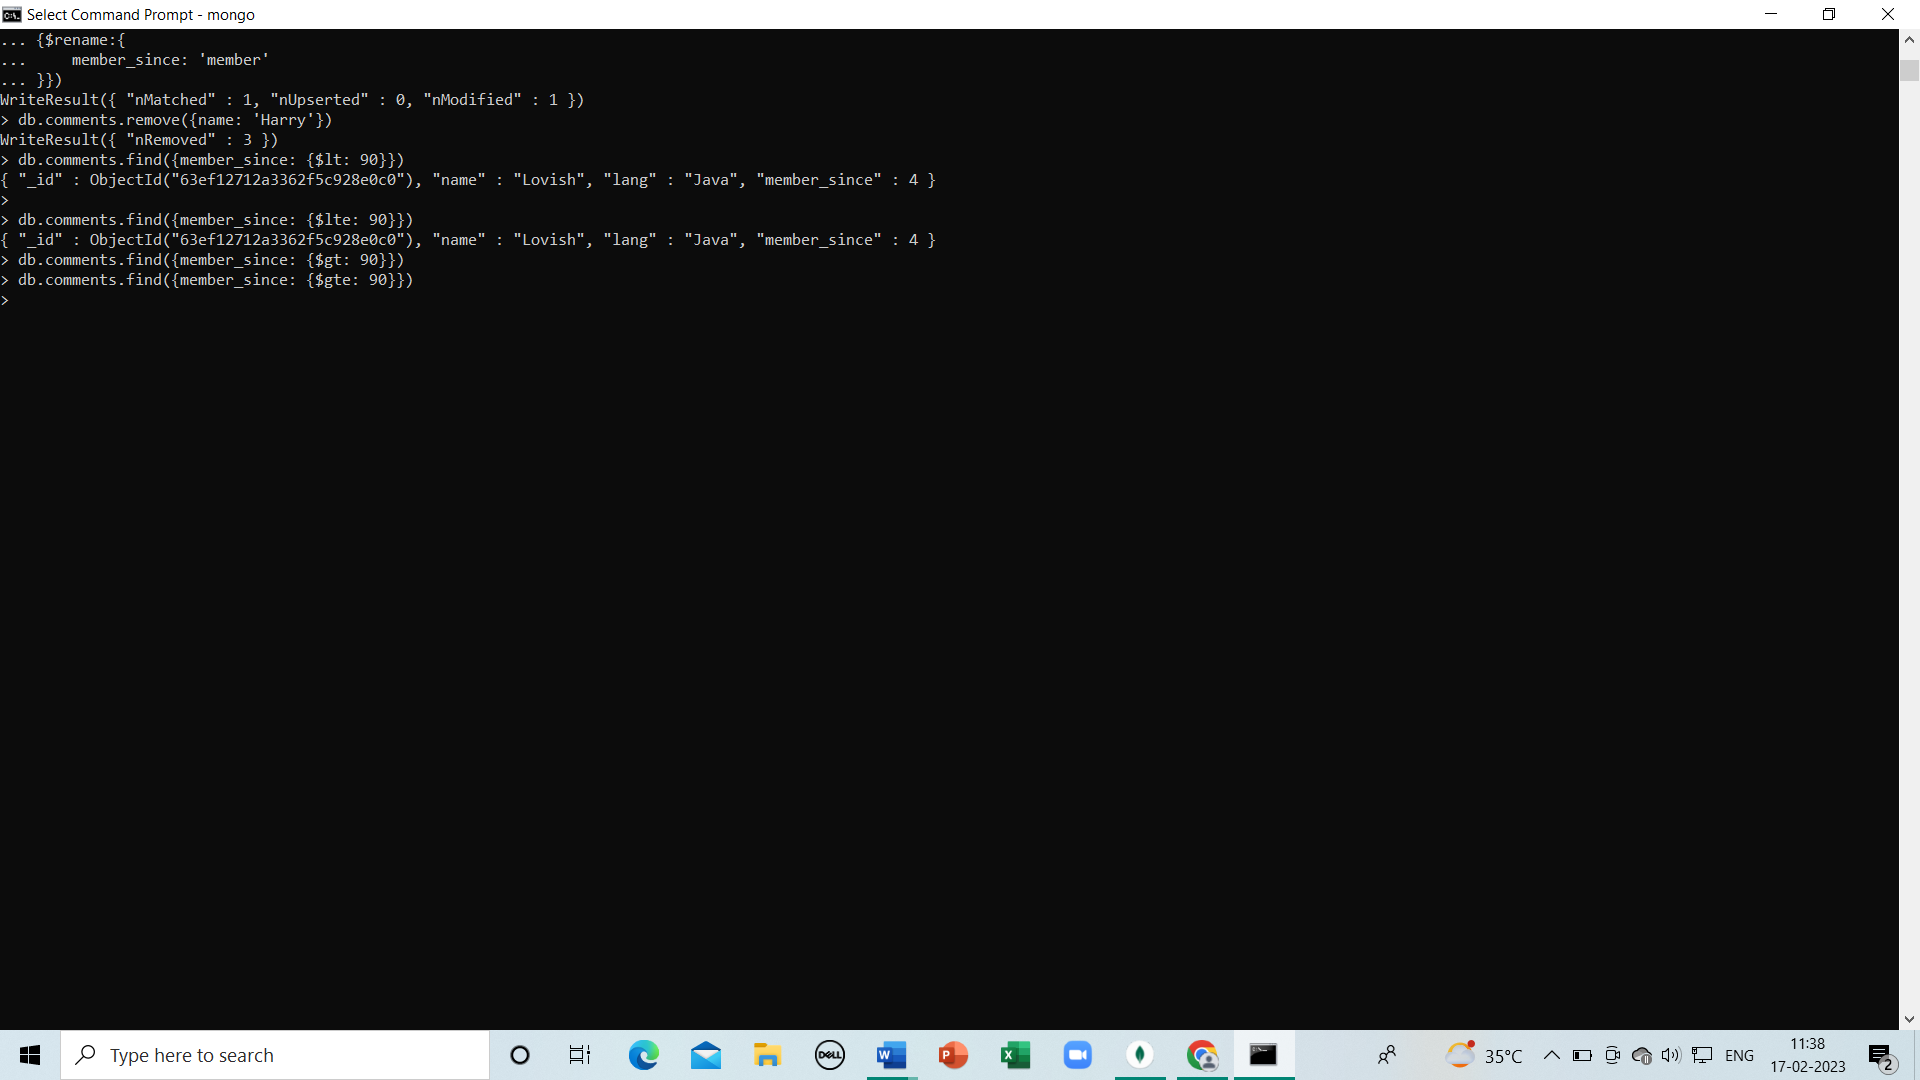 Select Command Prompt - mongo
... {$rename:{
...     member_since: 'member'
... }})
WriteResult({ "nMatched" : 1, "nUpserted" : 0, "nModified" : 1 })
> db.comments.remove({name: 'Harry'})
WriteResult({ "nRemoved" : 3 })
> db.comments.find({member_since: {$lt: 90}})
{ "_id" : ObjectId("63ef12712a3362f5c928e0c0"), "name" : "Lovish", "lang" : "Java", "member_since" : 4 }
>
> db.comments.find({member_since: {$lte: 90}})
{ "_id" : ObjectId("63ef12712a3362f5c928e0c0"), "name" : "Lovish", "lang" : "Java", "member_since" : 4 }
> db.comments.find({member_since: {$gt: 90}})
> db.comments.find({member_since: {$gte: 90}})
>
Type here to search
DELL
W
P
X
35°C
ENG
11:38
17-02-2023
2